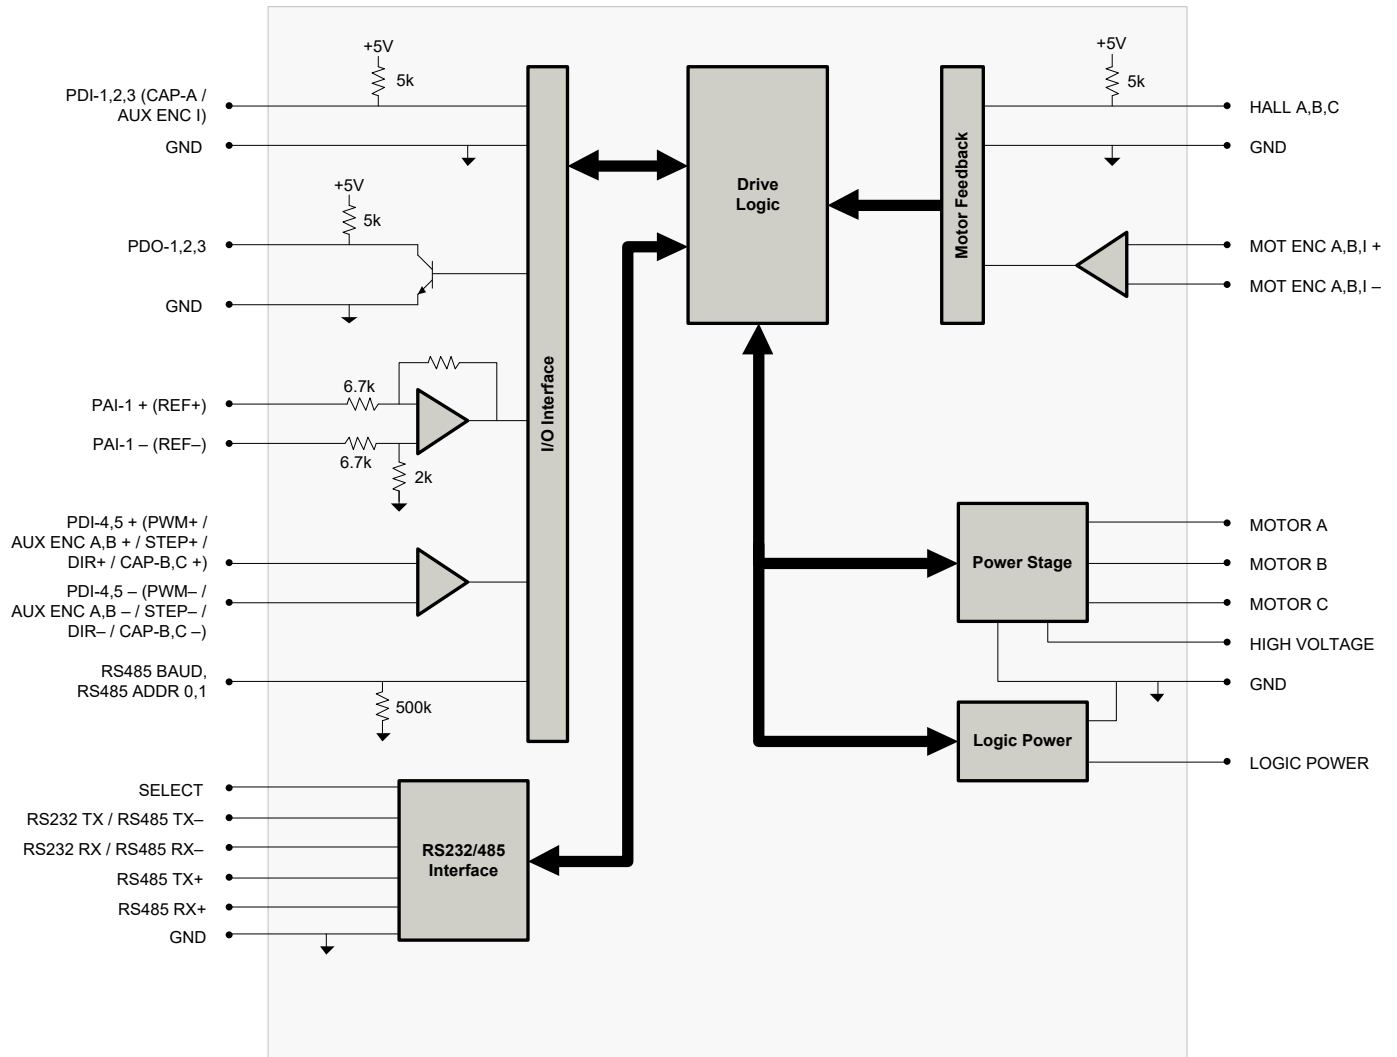 +5V
5k
PDI-1,2,3 (CAP-A /
AUX ENC I)
GND
+5V
5k
PDO-1,2,3
GND
6.7k
PAI-1 + (REF+)
PAI-1 – (REF–)
6.7k
2k
PDI-4,5 + (PWM+ /
AUX ENC A,B + / STEP+ /
DIR+ / CAP-B,C +)
PDI-4,5 – (PWM– /
AUX ENC A,B – / STEP– /
DIR– / CAP-B,C –)
RS485 BAUD,
RS485 ADDR 0,1
500k
I/O Interface
SELECT
RS232 TX / RS485 TX–
RS232 RX / RS485 RX–
RS485 TX+
RS485 RX+
GND
RS232/485
Interface
Drive
Logic
Motor Feedback
+5V
5k
HALL A,B,C
GND
MOT ENC A,B,I +
MOT ENC A,B,I –
Power Stage
MOTOR A
MOTOR B
MOTOR C
HIGH VOLTAGE
GND
Logic Power
LOGIC POWER